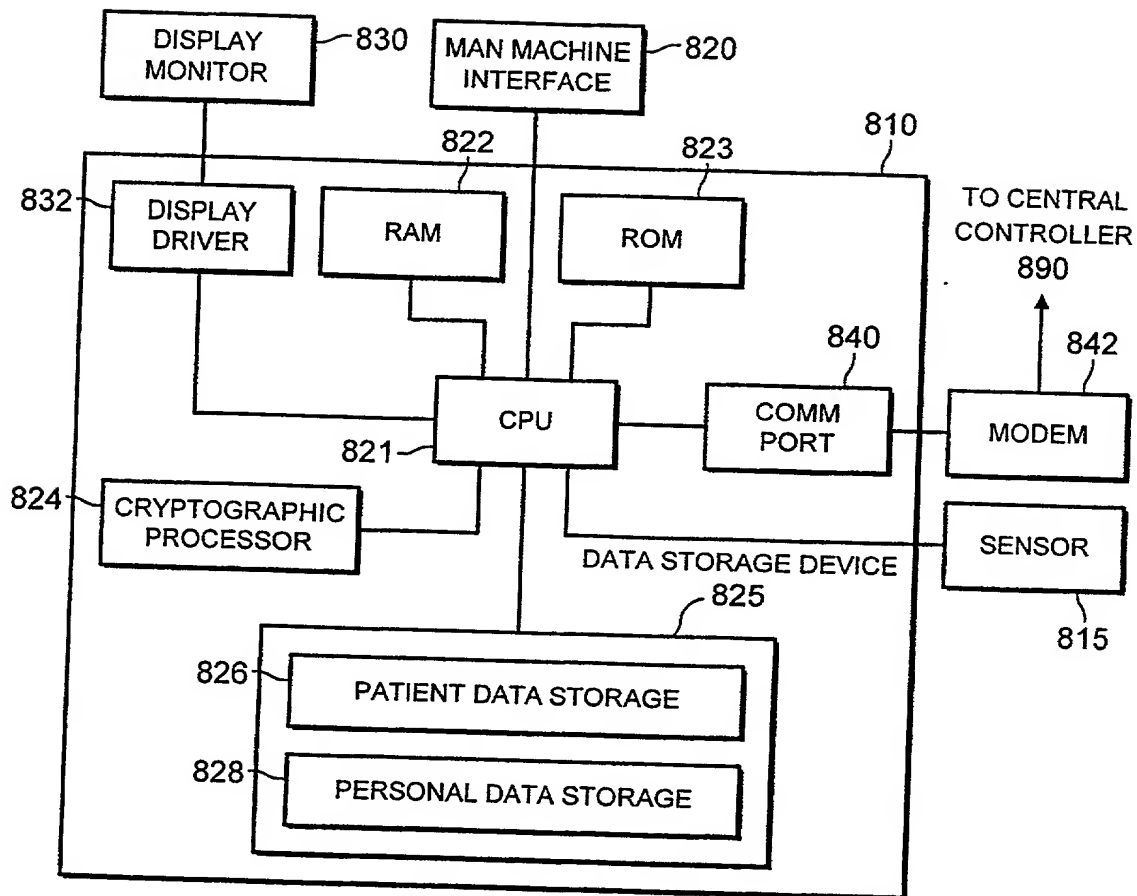 DISPLAY
MONITOR
830
MAN MACHINE
INTERFACE
820
810
822
823
832
DISPLAY
DRIVER
RAM
ROM
TO CENTRAL
CONTROLLER
890
840
842
CPU
821
COMM
PORT
MODEM
824
CRYPTOGRAPHIC
PROCESSOR
DATA STORAGE DEVICE
825
SENSOR
815
826
PATIENT DATA STORAGE
828
PERSONAL DATA STORAGE